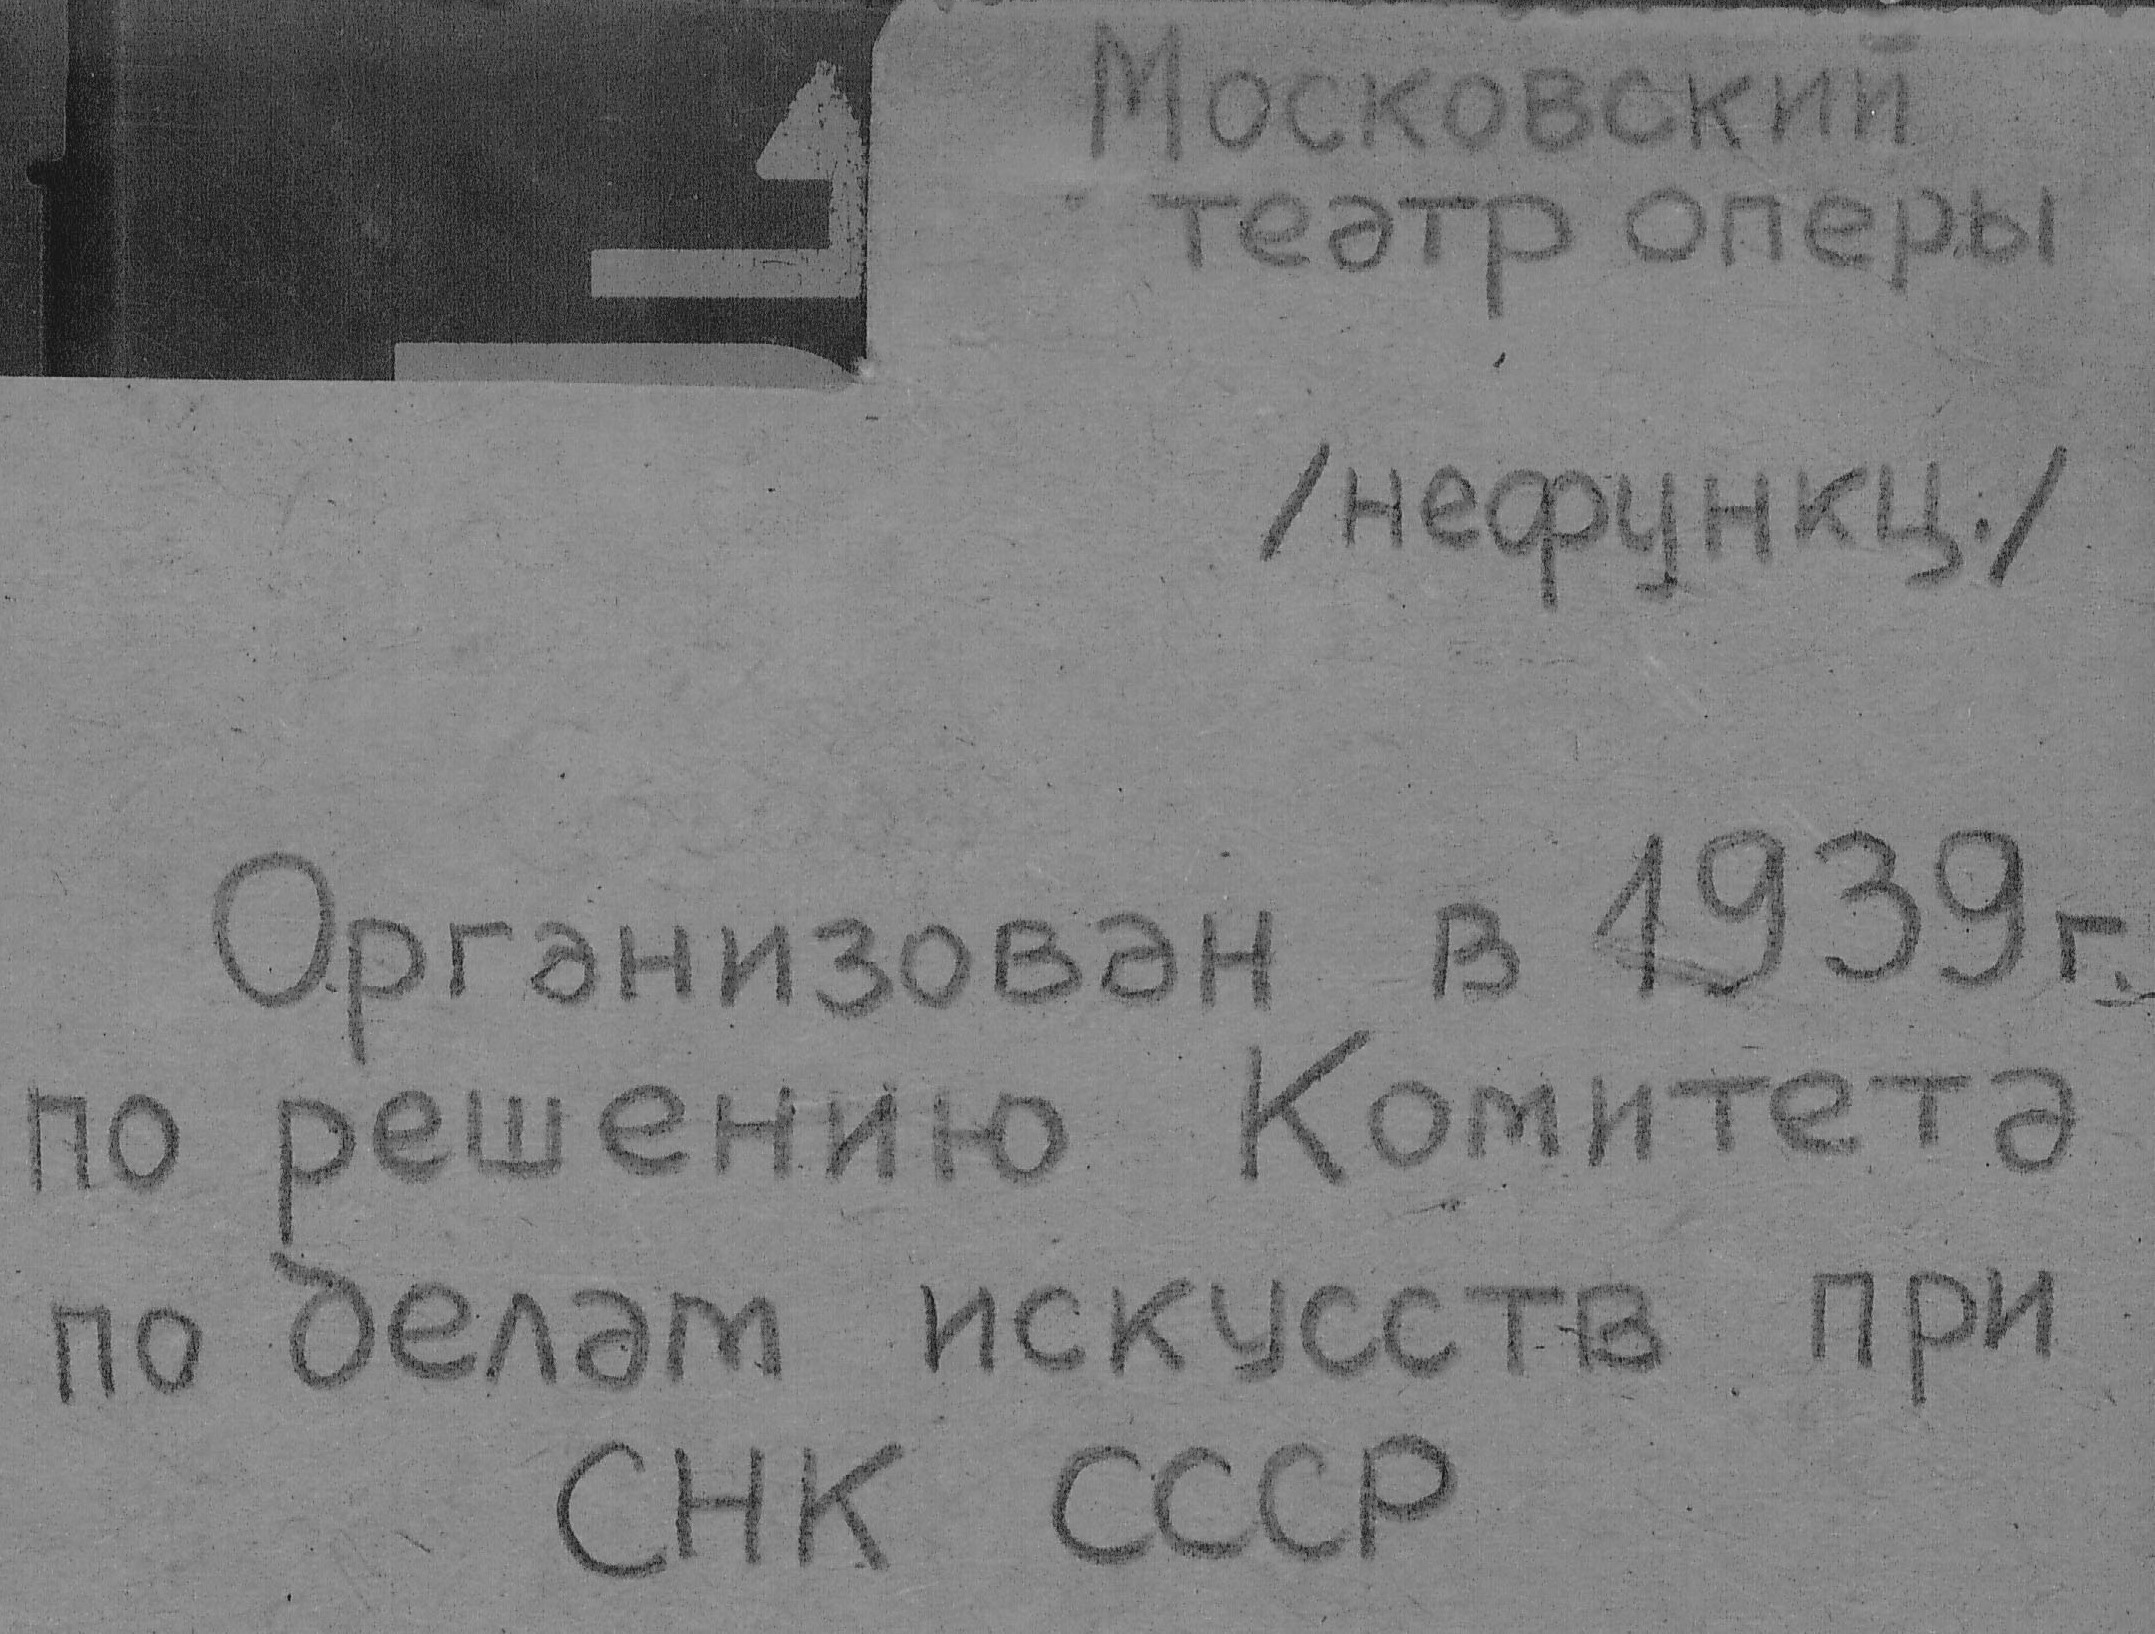 Московский
театр оперы
/нефункц./
Организован в 1939 г.
по решению Комитета
по делам искусств при
СНК СССР